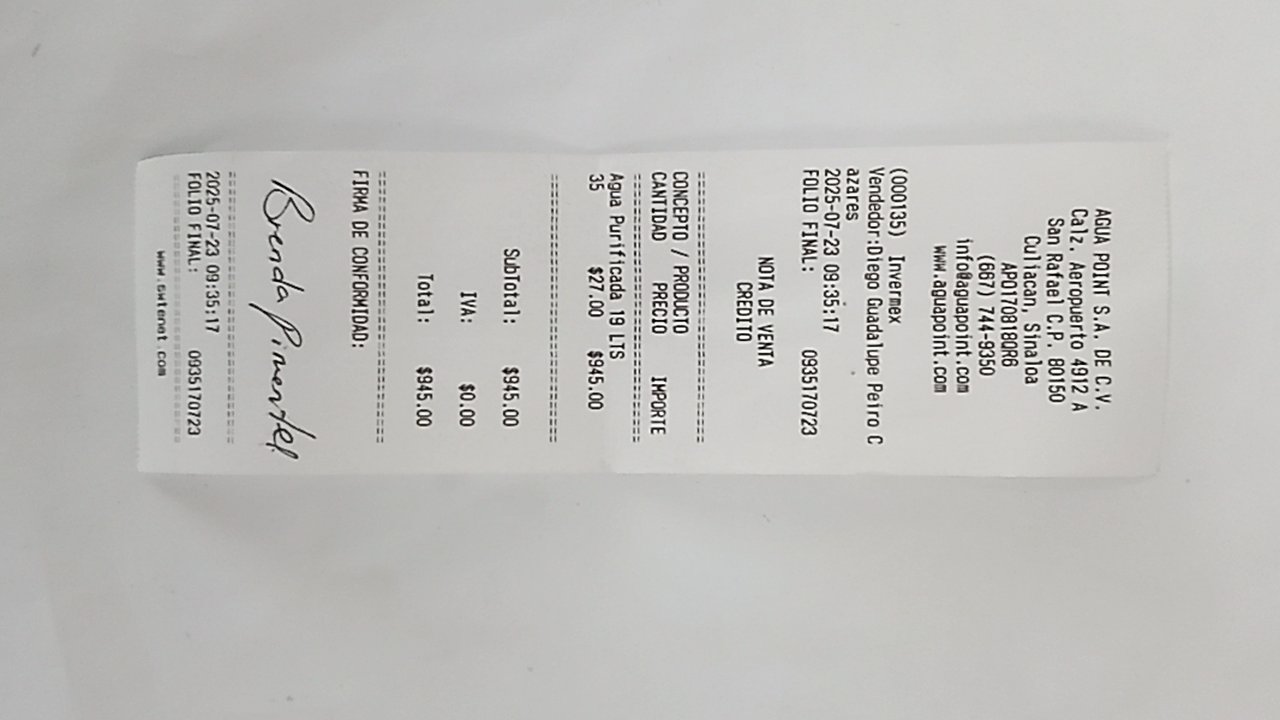 AGUA POINT S.A. DE C.V.
Calz. Aeropuerto 4912 A
San Rafael C.P. 80150
Culiacan, Sinaloa
APO170818QR6
(667) 744-9350
info@aguapoint.com
www.aguapoint.com
(000135) Invermex
Vendedor:Diego Guadalupe Peiro C
azares
2025-07-23 09:35:17
FOLIO FINAL: 0935170723
NOTA DE VENTA
CREDITO
================================
CONCEPTO / PRODUCTO
CANTIDAD PRECIO IMPORTE
================================
Agua Purificada 19 LTS
35 $27.00 $945.00
================================
SubTotal: $945.00
IVA: $0.00
Total: $945.00
================================
FIRMA DE CONFORMIDAD:
Brenda Pimentel
================================
2025-07-23 09:35:17
FOLIO FINAL: 0935170723
================================
www.ewtenet.com